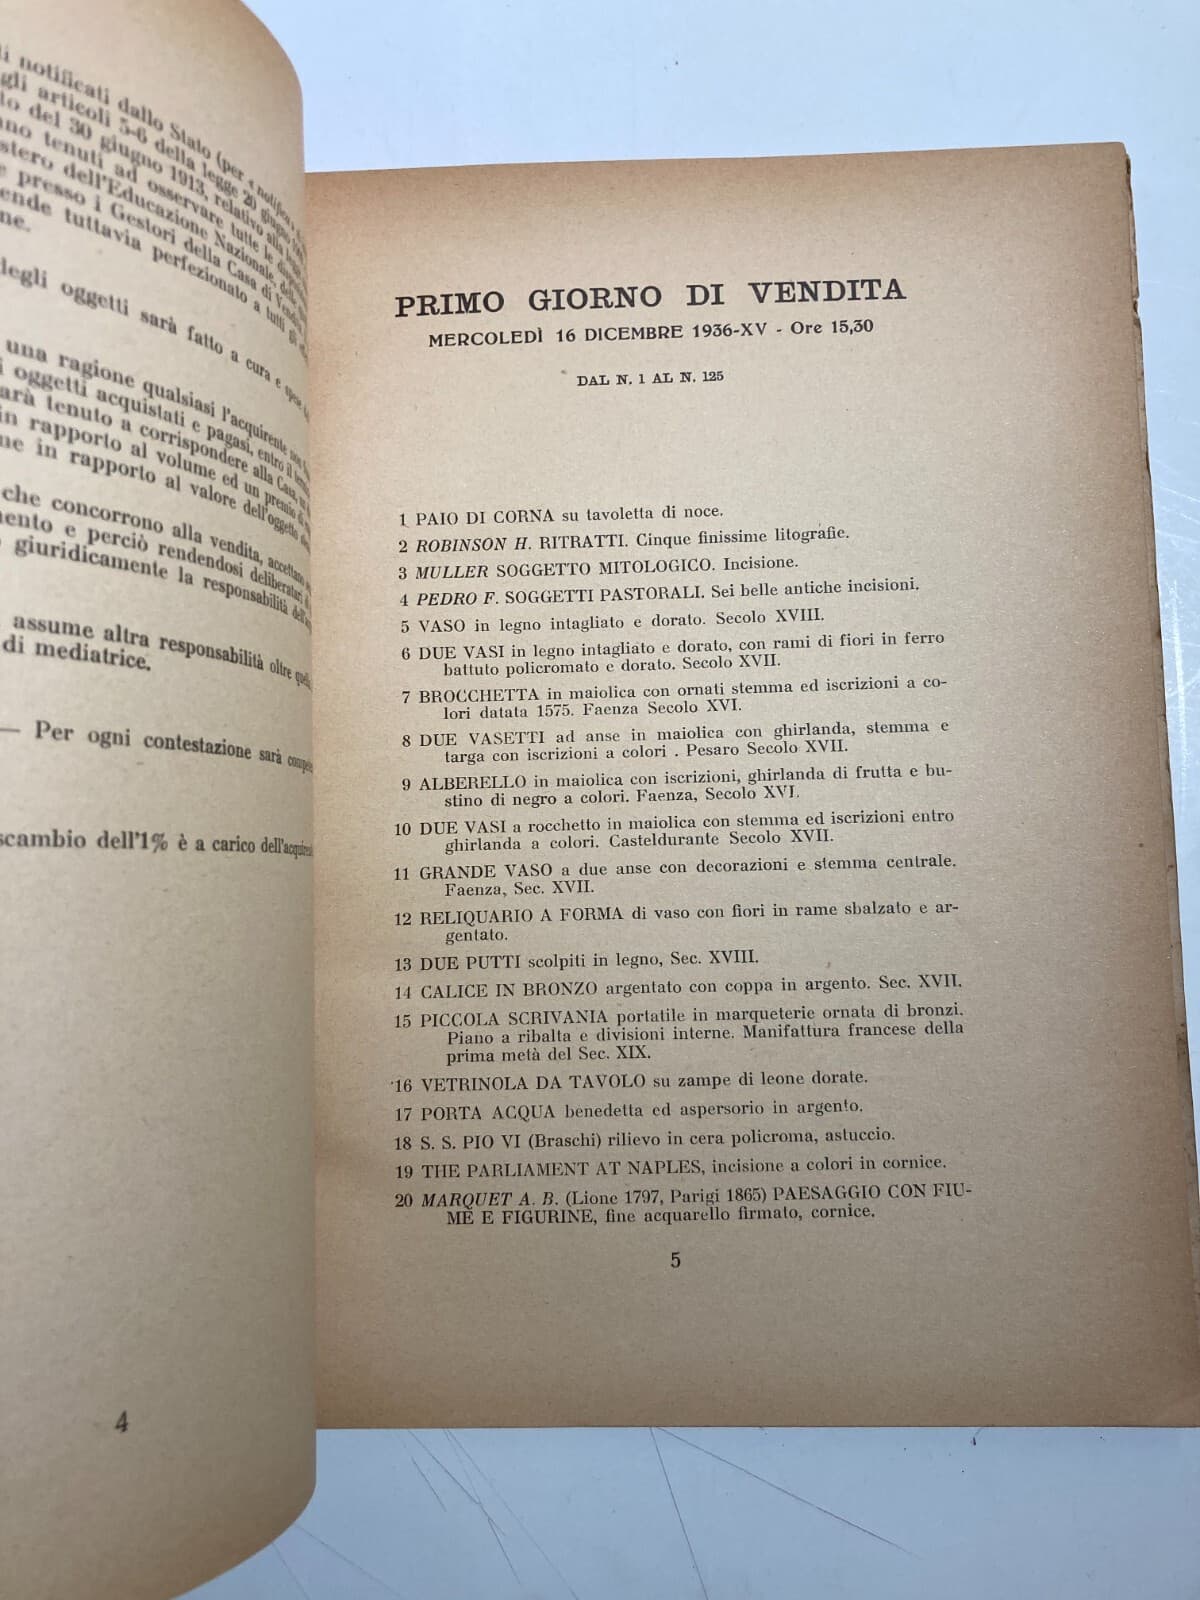 notificati dallo Stato (per « notifica »
gli articoli 5-6 della legge 20 giugno
del 30 giugno 1913, relativo alla
tenuti ad osservare tutte le
dell'Educazione Nazionale,
presso i Gestori della Casa di Vendita
tuttavia perfezionato a tutti gli
ne.
degli oggetti sarà fatto a cura e spese
una ragione qualsiasi l'acquirente non
oggetti acquistati e pagasi, entro il
sarà tenuto a corrispondere alla Casa,
in rapporto al volume ed un premio di
in rapporto al valore dell'oggetto
che concorrono alla vendita, accettano
e perciò rendendosi deliberatari
giuridicamente la responsabilità
assume altra responsabilità oltre quella
di mediatrice.
— Per ogni contestazione sarà
scambio dell'1% è a carico dell'acquirente
4
PRIMO GIORNO DI VENDITA
MERCOLEDÌ 16 DICEMBRE 1936-XV - Ore 15,30
DAL N. 1 AL N. 125
1 PAIO DI CORNA su tavoletta di noce.
2 ROBINSON H. RITRATTI. Cinque finissime litografie.
3 MULLER SOGGETTO MITOLOGICO. Incisione.
4 PEDRO F. SOGGETTI PASTORALI. Sei belle antiche incisioni.
5 VASO in legno intagliato e dorato. Secolo XVIII.
6 DUE VASI in legno intagliato e dorato, con rami di fiori in ferro
battuto policromato e dorato. Secolo XVII.
7 BROCCHETTA in maiolica con ornati stemma ed iscrizioni a co-
lori datata 1575. Faenza Secolo XVI.
8 DUE VASETTI ad anse in maiolica con ghirlanda, stemma e
targa con iscrizioni a colori . Pesaro Secolo XVII.
9 ALBERELLO in maiolica con iscrizioni, ghirlanda di frutta e bu-
stino di negro a colori. Faenza, Secolo XVI.
10 DUE VASI a rocchetto in maiolica con stemma ed iscrizioni entro
ghirlanda a colori. Casteldurante Secolo XVII.
11 GRANDE VASO a due anse con decorazioni e stemma centrale.
Faenza, Sec. XVII.
12 RELIQUARIO A FORMA di vaso con fiori in rame sbalzato e ar-
gentato.
13 DUE PUTTI scolpiti in legno, Sec. XVIII.
14 CALICE IN BRONZO argentato con coppa in argento. Sec. XVII.
15 PICCOLA SCRIVANIA portatile in marqueterie ornata di bronzi.
Piano a ribalta e divisioni interne. Manifattura francese della
prima metà del Sec. XIX.
16 VETRINOLA DA TAVOLO su zampe di leone dorate.
17 PORTA ACQUA benedetta ed aspersorio in argento.
18 S. S. PIO VI (Braschi) rilievo in cera policroma, astuccio.
19 THE PARLIAMENT AT NAPLES, incisione a colori in cornice.
20 MARQUET A. B. (Lione 1797, Parigi 1865) PAESAGGIO CON FIU-
ME E FIGURINE, fine acquarello firmato, cornice.
5